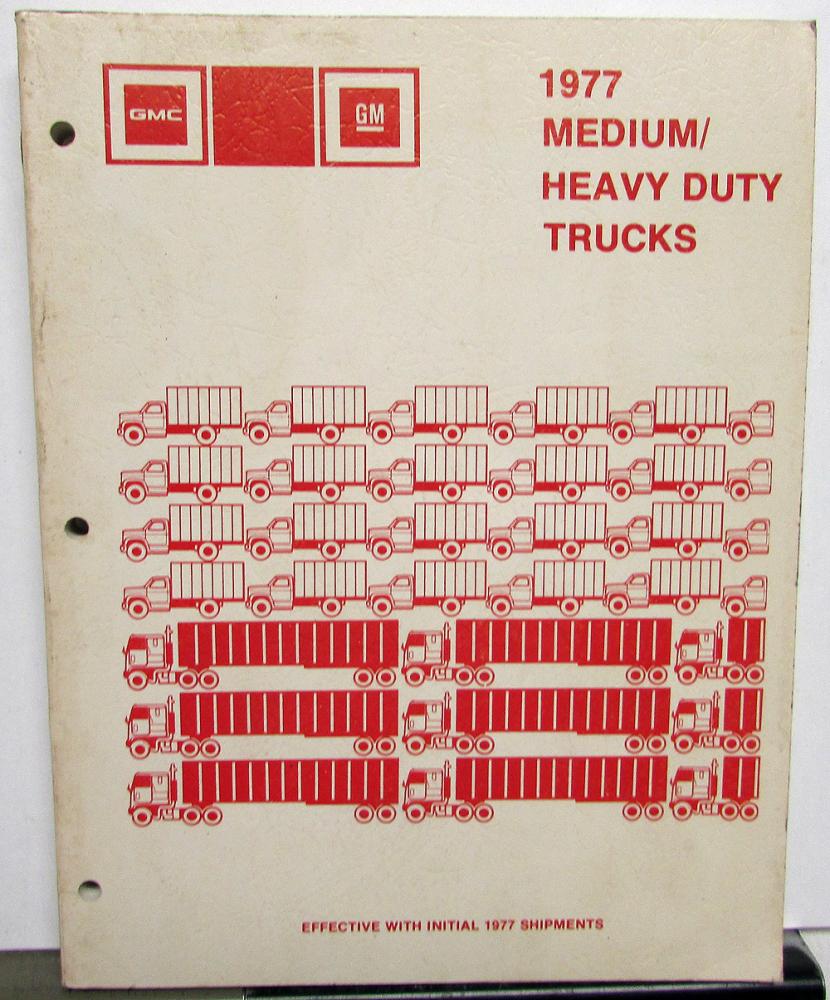 GMC
GM
1977
MEDIUM/
HEAVY DUTY
TRUCKS
EFFECTIVE WITH INITIAL 1977 SHIPMENTS